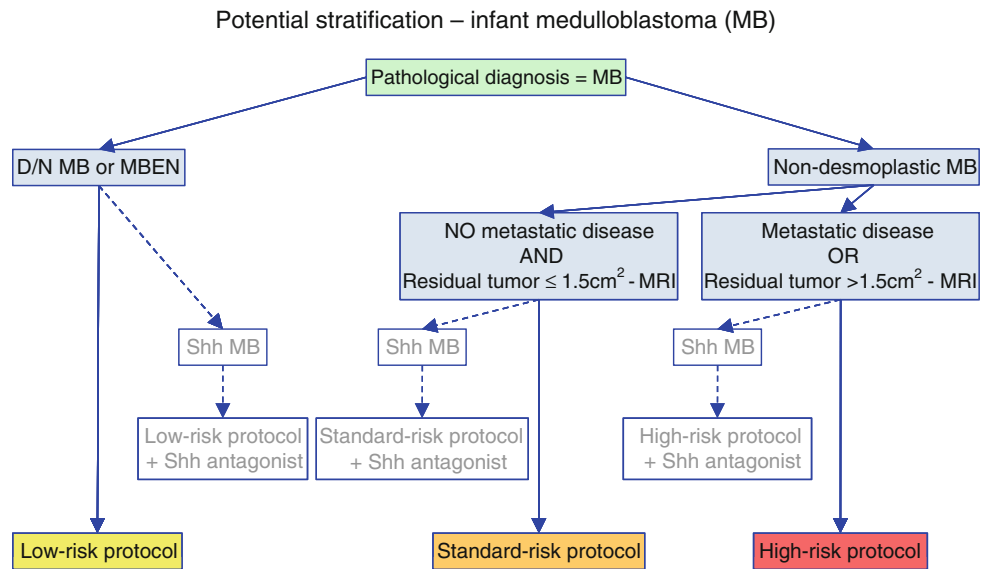 Potential stratification – infant medulloblastoma (MB)
Pathological diagnosis = MB
D/N MB or MBEN
Non-desmoplastic MB
NO metastatic disease
AND
Residual tumor ≤ 1.5cm² - MRI
Metastatic disease
OR
Residual tumor >1.5cm² - MRI
Shh MB
Shh MB
Shh MB
Low-risk protocol
+ Shh antagonist
Standard-risk protocol
+ Shh antagonist
High-risk protocol
+ Shh antagonist
Low-risk protocol
Standard-risk protocol
High-risk protocol